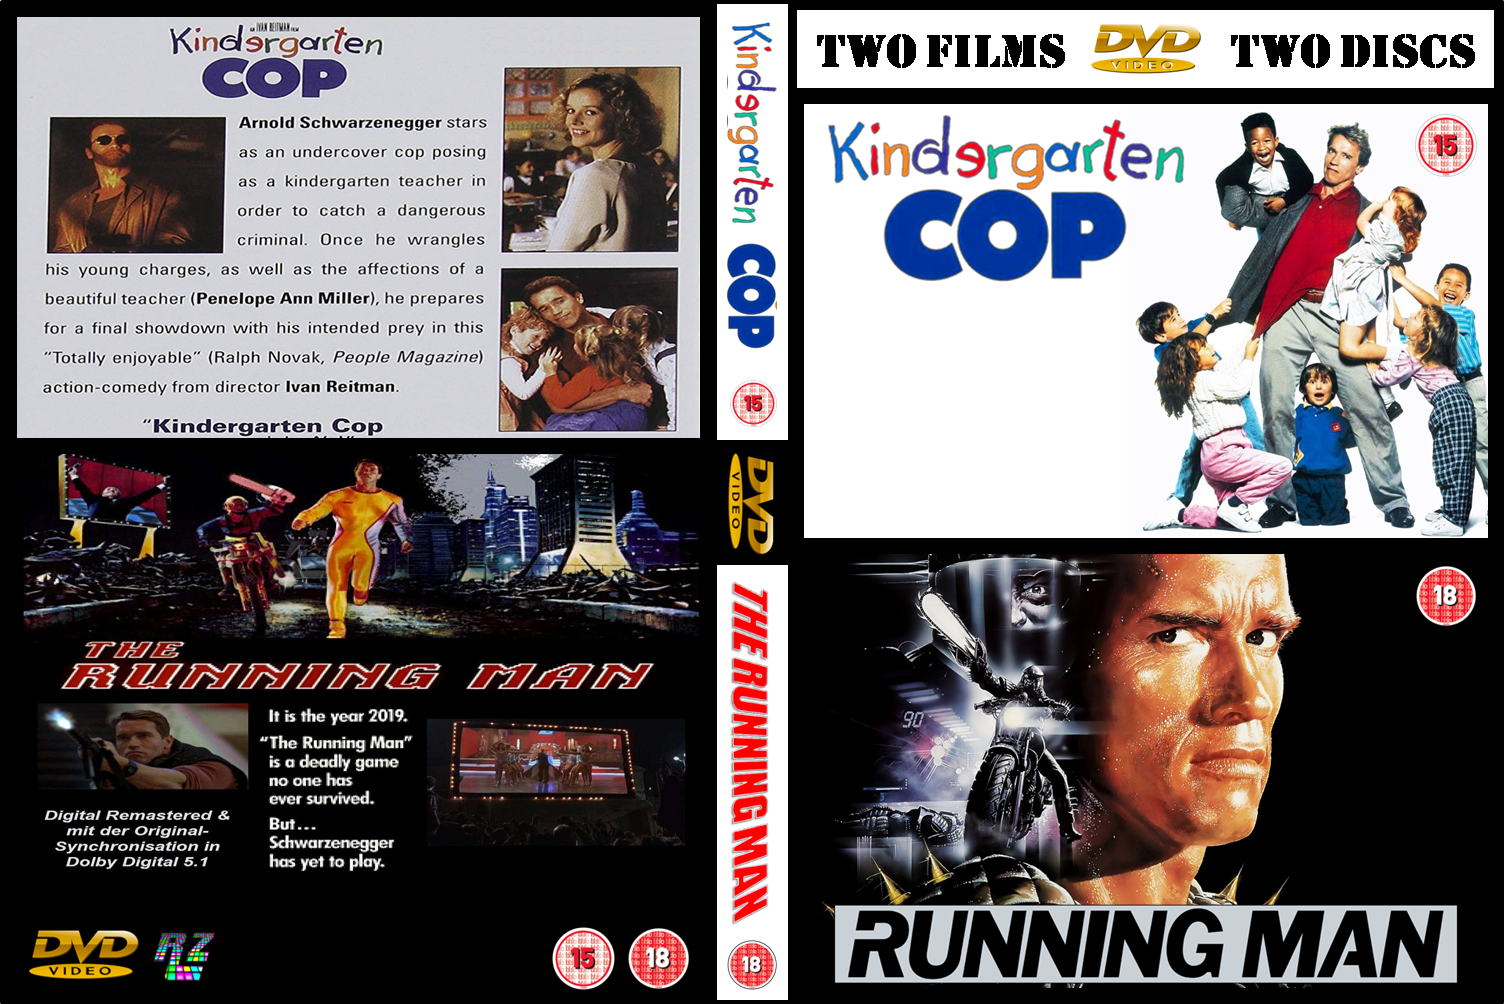 AN IVAN REITMAN FILM
Kindergarten
COP
Arnold Schwarzenegger stars
as an undercover cop posing
as a kindergarten teacher in
order to catch a dangerous
criminal. Once he wrangles
his young charges, as well as the affections of a
beautiful teacher (Penelope Ann Miller), he prepares
for a final showdown with his intended prey in this
“Totally enjoyable” (Ralph Novak, People Magazine)
action-comedy from director Ivan Reitman.
“Kindergarten Cop
THE
RUNNING MAN
It is the year 2019.
“The Running Man”
is a deadly game
no one has
ever survived.
But...
Schwarzenegger
has yet to play.
Digital Remastered &
mit der Original-
Synchronisation in
Dolby Digital 5.1
DVD
VIDEO
RZ
15
18
Kindergarten
COP
15
DVD
VIDEO
THE RUNNING MAN
18
TWO FILMS
DVD
VIDEO
TWO DISCS
Kindergarten
COP
15
18
90
RUNNING MAN